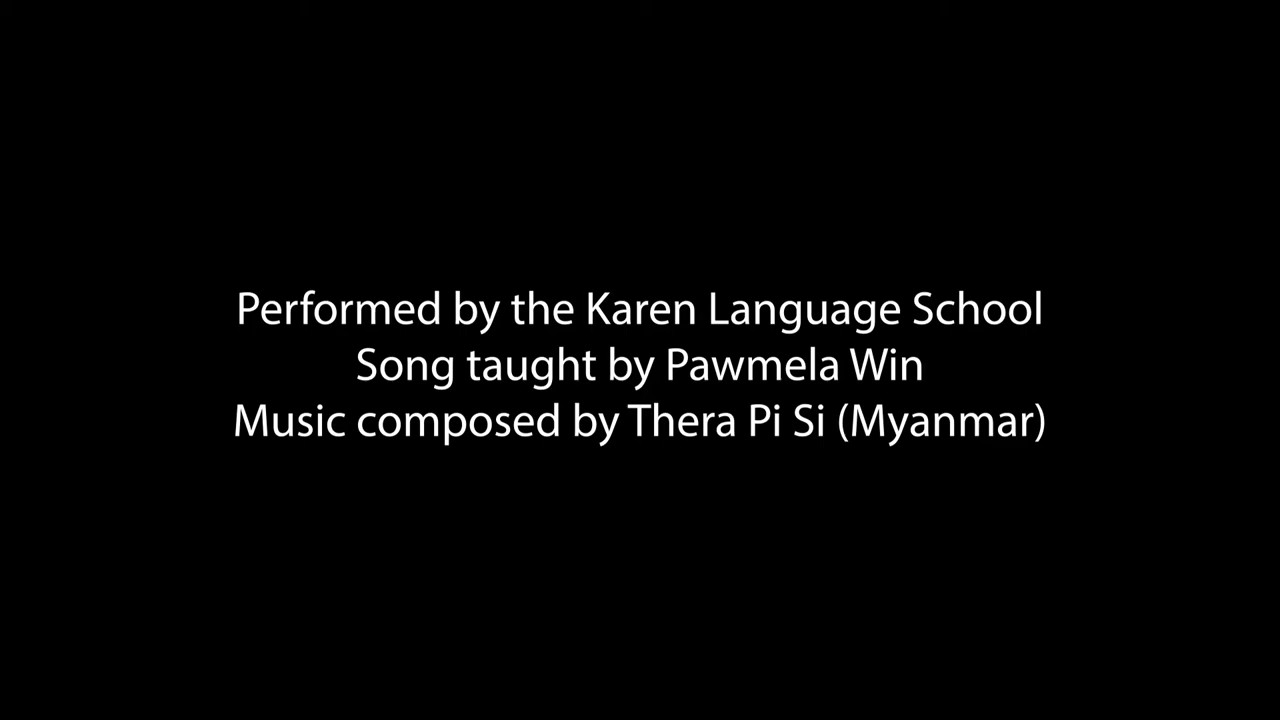 Performed by the Karen Language School
Song taught by Pawmela Win
Music composed by Thera Pi Si (Myanmar)